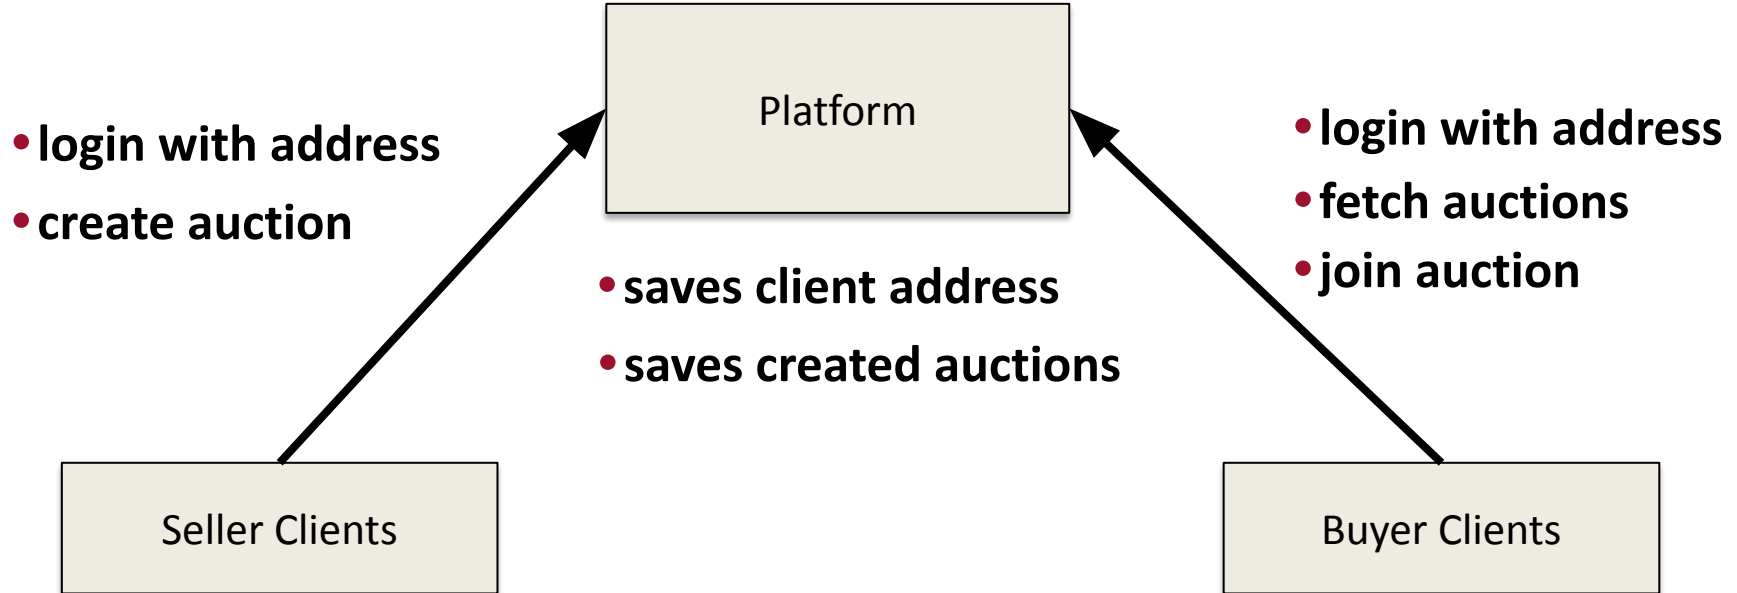 Platform
• login with address
• create auction
• saves client address
• saves created auctions
• login with address
• fetch auctions
• join auction
Seller Clients
Buyer Clients